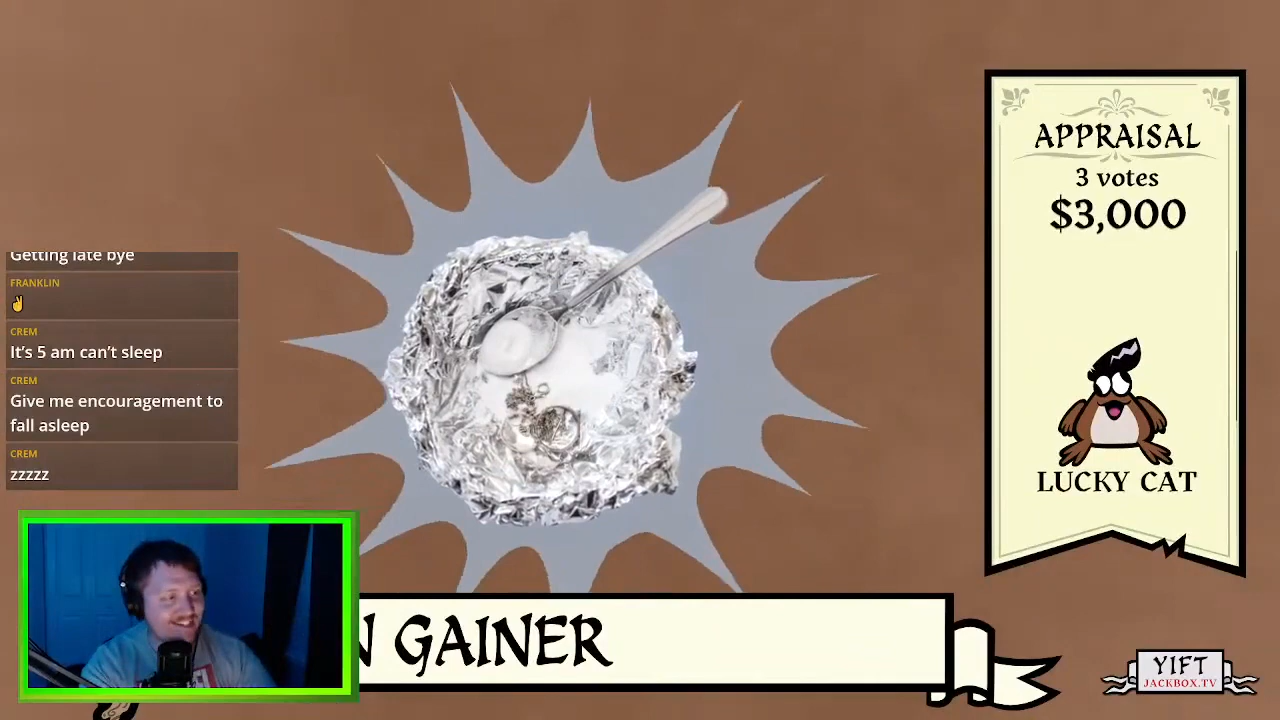 Getting late bye
FRANKLIN
✌
CREM
It's 5 am can't sleep
CREM
Give me encouragement to
fall asleep
CREM
zzzzz
APPRAISAL
3 votes
$3,000
LUCKY CAT
GAINER
YIFT
JACKBOX.TV